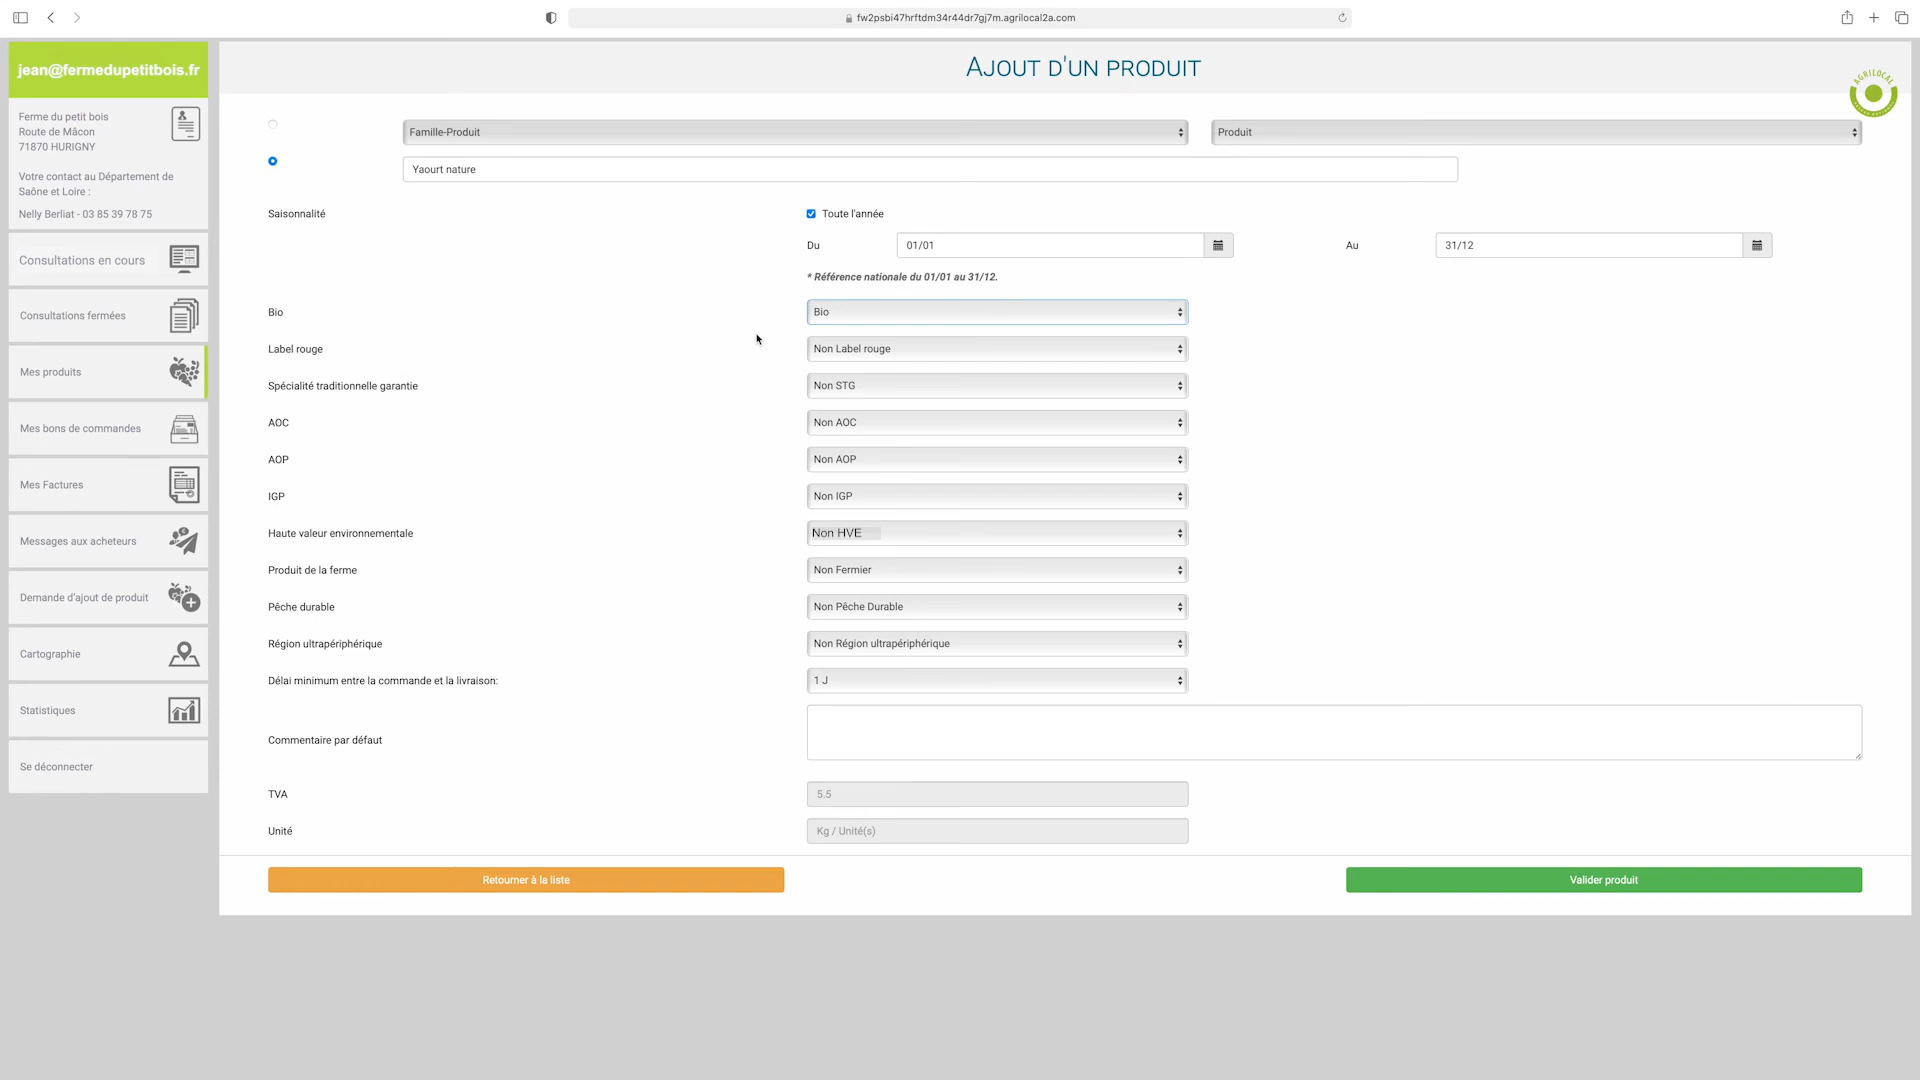 fw2psbi47hrftdm34r44dr7gj7m.agrilocal2a.com
jean@fermedupetitbois.fr
Ferme du petit bois
Route de Mâcon
71870 HURIGNY
Votre contact au Département de
Saône et Loire :
Nelly Berliat - 03 85 39 78 75
Consultations en cours
Consultations fermées
Mes produits
Mes bons de commandes
Mes Factures
Messages aux acheteurs
Demande d'ajout de produit
Cartographie
Statistiques
Se déconnecter
AJOUT D'UN PRODUIT
AGRILOCAL
Famille-Produit
Produit
Yaourt nature
Saisonnalité
Toute l'année
Du
01/01
Au
31/12
* Référence nationale du 01/01 au 31/12.
Bio
Bio
Label rouge
Non Label rouge
Spécialité traditionnelle garantie
Non STG
AOC
Non AOC
AOP
Non AOP
IGP
Non IGP
Haute valeur environnementale
Non HVE
Produit de la ferme
Non Fermier
Pêche durable
Non Pêche Durable
Région ultrapériphérique
Non Région ultrapériphérique
Délai minimum entre la commande et la livraison:
1 J
Commentaire par défaut
TVA
5.5
Unité
Kg / Unité(s)
Retourner à la liste
Valider produit